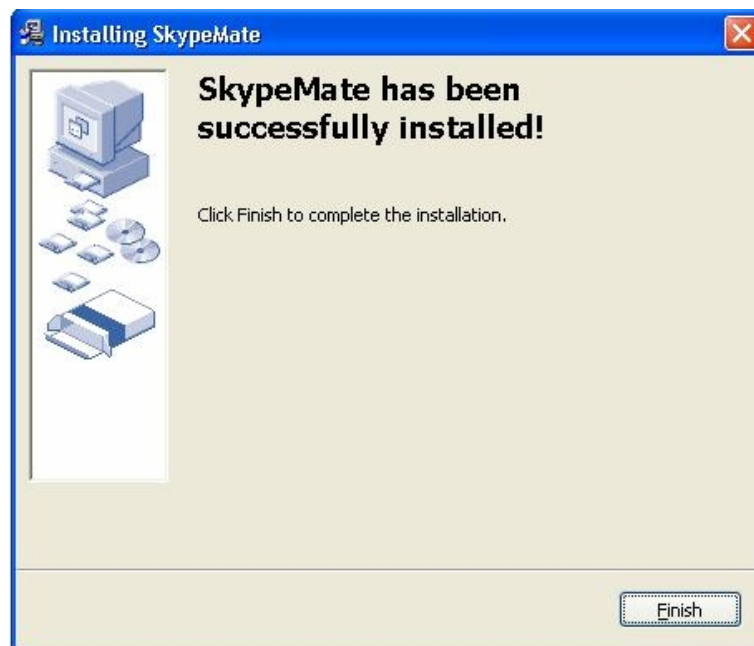 Installing SkypeMate
SkypeMate has been
successfully installed!
Click Finish to complete the installation.
Finish